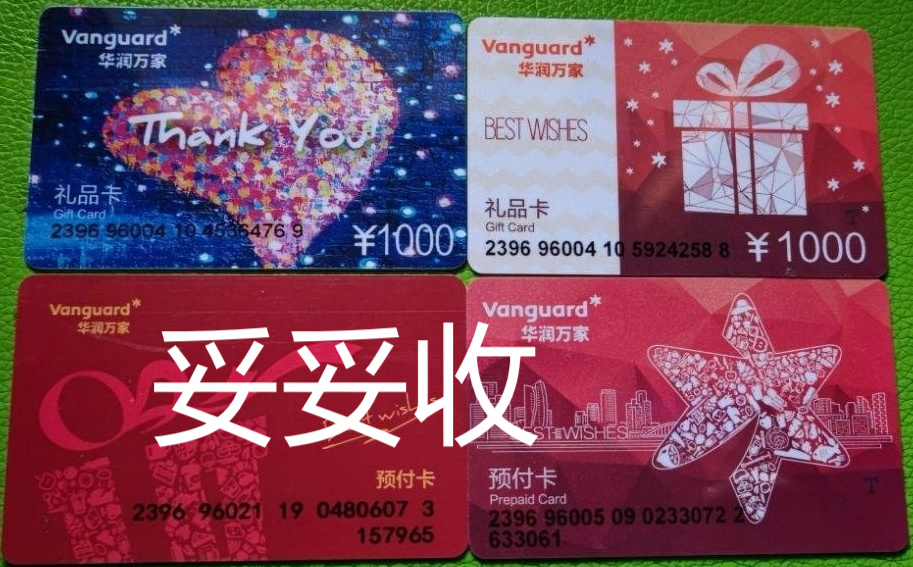 Vanguard*
华润万家
Thank You!
礼品卡
Gift Card
2396 96004 10 4536476 9
¥1000
Vanguard*
华润万家
BEST WISHES
礼品卡
Gift Card
2396 96004 10 5924258 8
¥1000
T*
Vanguard*
华润万家
妥妥收
预付卡
2396 96021 19 0480607 3
157965
Vanguard*
华润万家
BEST WISHES
预付卡
Prepaid Card
T
2396 96005 09 0233072 2
633061